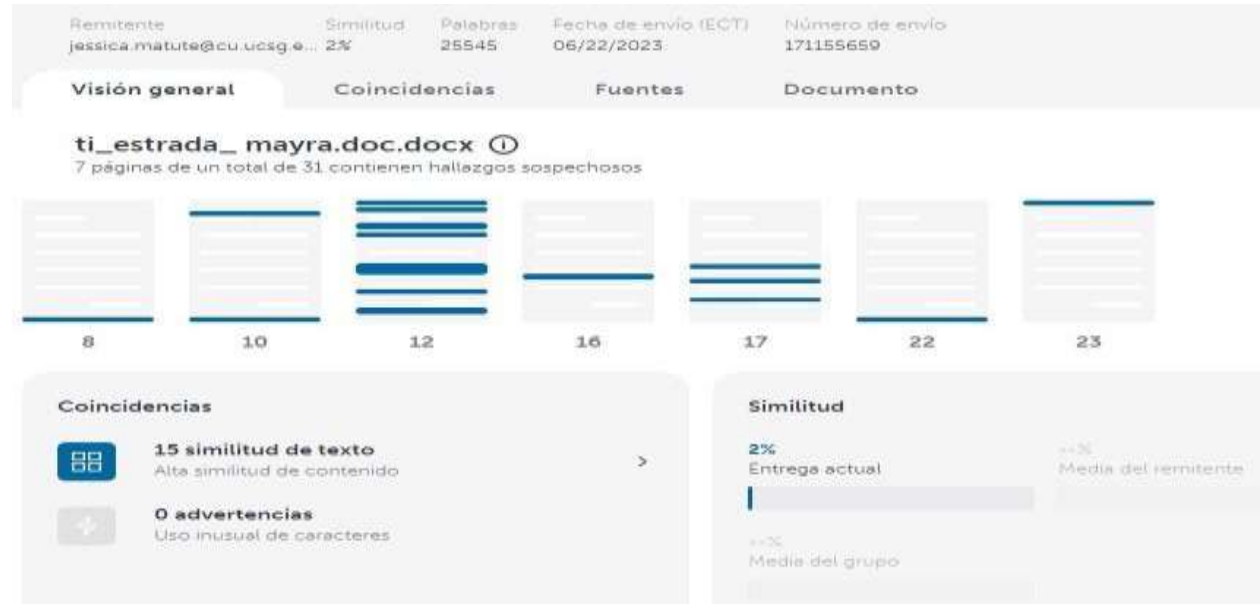 Remitente Similitud Palabras Fecha de envío (ECT) Número de envío
jessica.matute@cu.ucsg.e... 2% 25545 06/22/2023 171155659
Visión general Coincidencias Fuentes Documento
ti_estrada_ mayra.doc.docx
7 páginas de un total de 31 contienen hallazgos sospechosos
8 10 12 16 17 22 23
Coincidencias
15 similitud de texto
Alta similitud de contenido
0 advertencias
Uso inusual de caracteres
Similitud
2% --%
Entrega actual Media del remitente
--%
Media del grupo